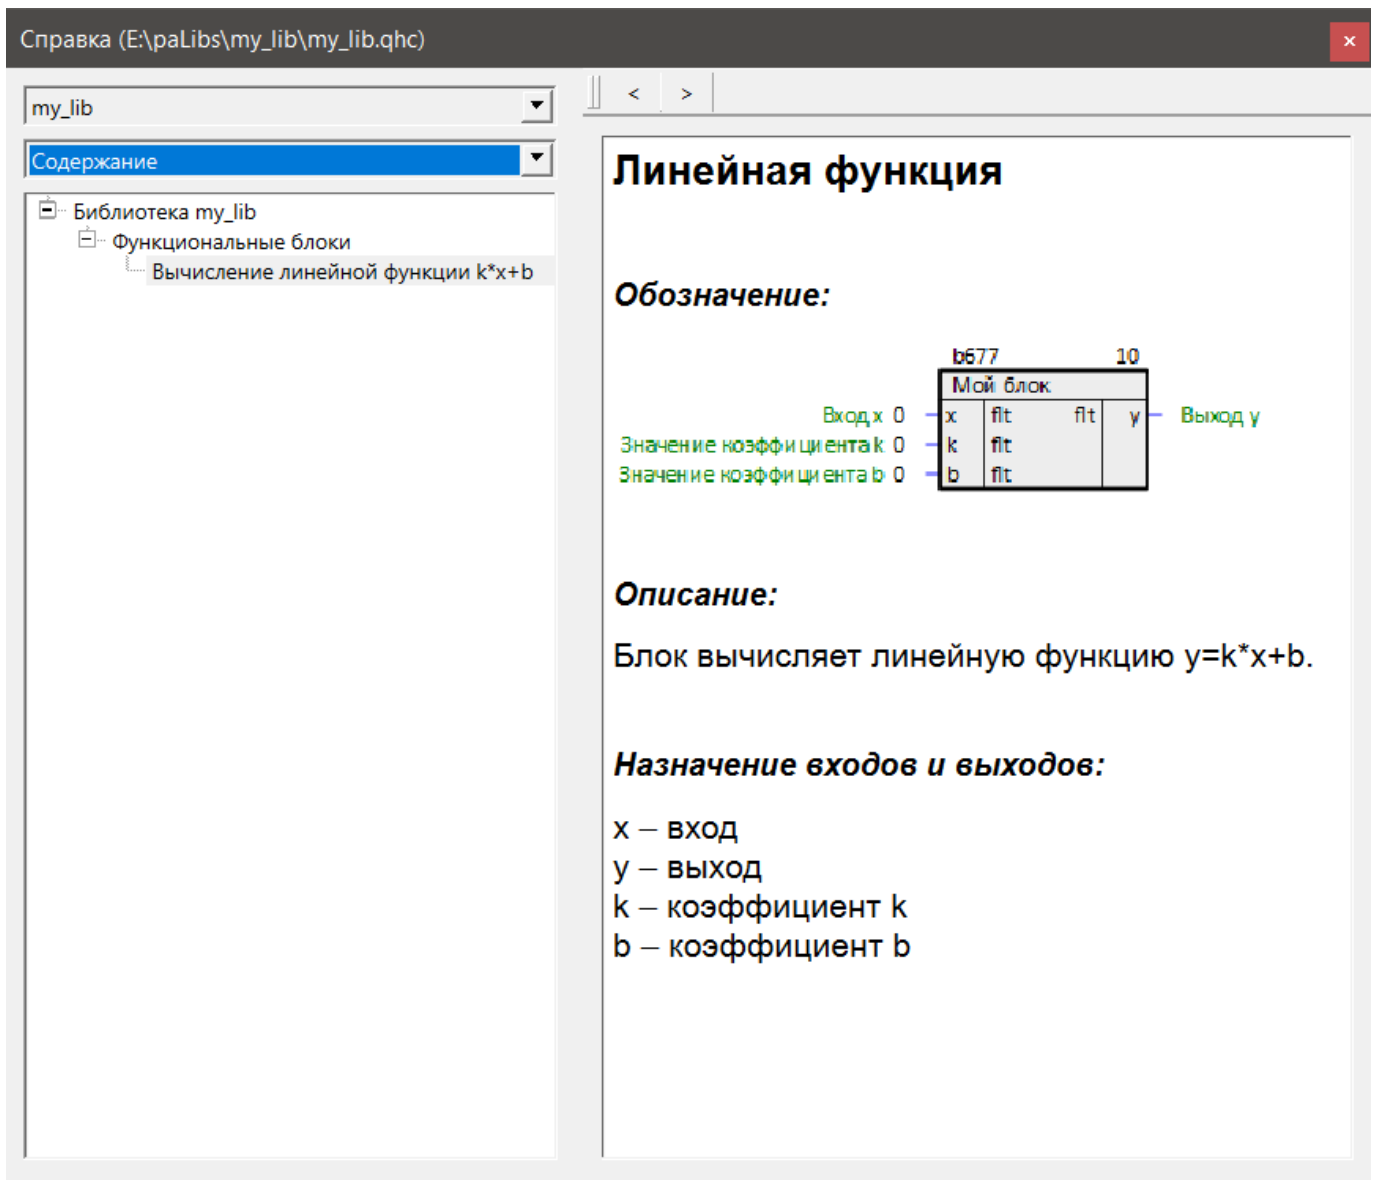 Справка (E:\paLibs\my_lib\my_lib.qhc)
×
my_lib
Содержание
Библиотека my_lib
Функциональные блоки
Вычисление линейной функции k*x+b
< >
Линейная функция
Обозначение:
b677 10
Мой блок
Вход x 0 x flt flt y Выход y
Значение коэффициента k 0 k flt
Значение коэффициента b 0 b flt
Описание:
Блок вычисляет линейную функцию y=k*x+b.
Назначение входов и выходов:
x – вход
y – выход
k – коэффициент k
b – коэффициент b